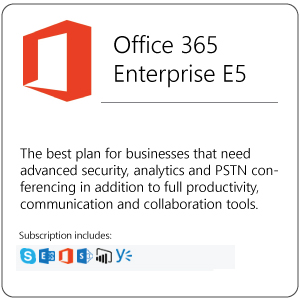 Office 365
Enterprise E5
The best plan for businesses that need
advanced security, analytics and PSTN con-
ferencing in addition to full productivity,
communication and collaboration tools.
Subscription includes: